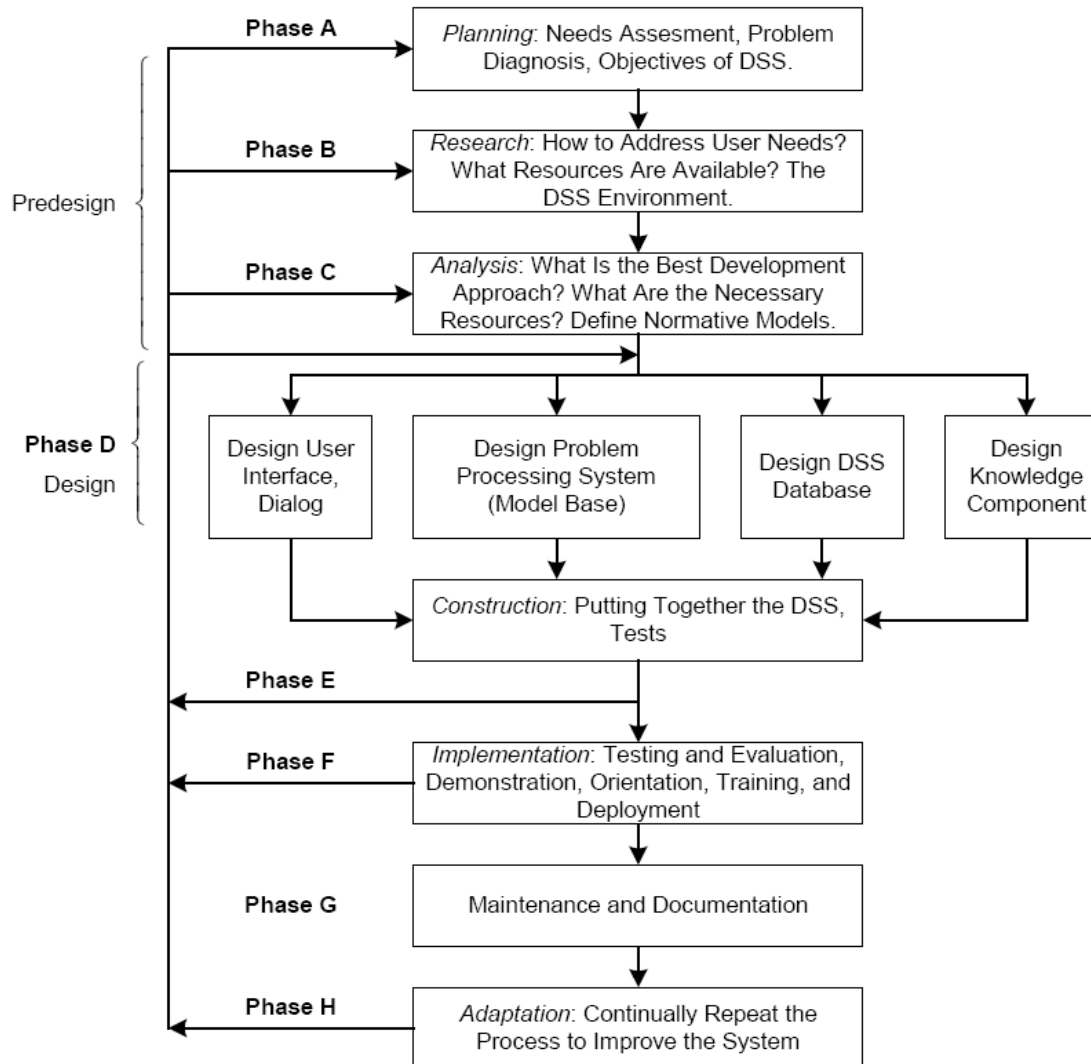 Phase A
Planning: Needs Assesment, Problem
Diagnosis, Objectives of DSS.
Phase B
Research: How to Address User Needs?
What Resources Are Available? The
DSS Environment.
Predesign
Phase C
Analysis: What Is the Best Development
Approach? What Are the Necessary
Resources? Define Normative Models.
Phase D
Design
Design User
Interface,
Dialog
Design Problem
Processing System
(Model Base)
Design DSS
Database
Design
Knowledge
Component
Construction: Putting Together the DSS,
Tests
Phase E
Phase F
Implementation: Testing and Evaluation,
Demonstration, Orientation, Training, and
Deployment
Phase G
Maintenance and Documentation
Phase H
Adaptation: Continually Repeat the
Process to Improve the System